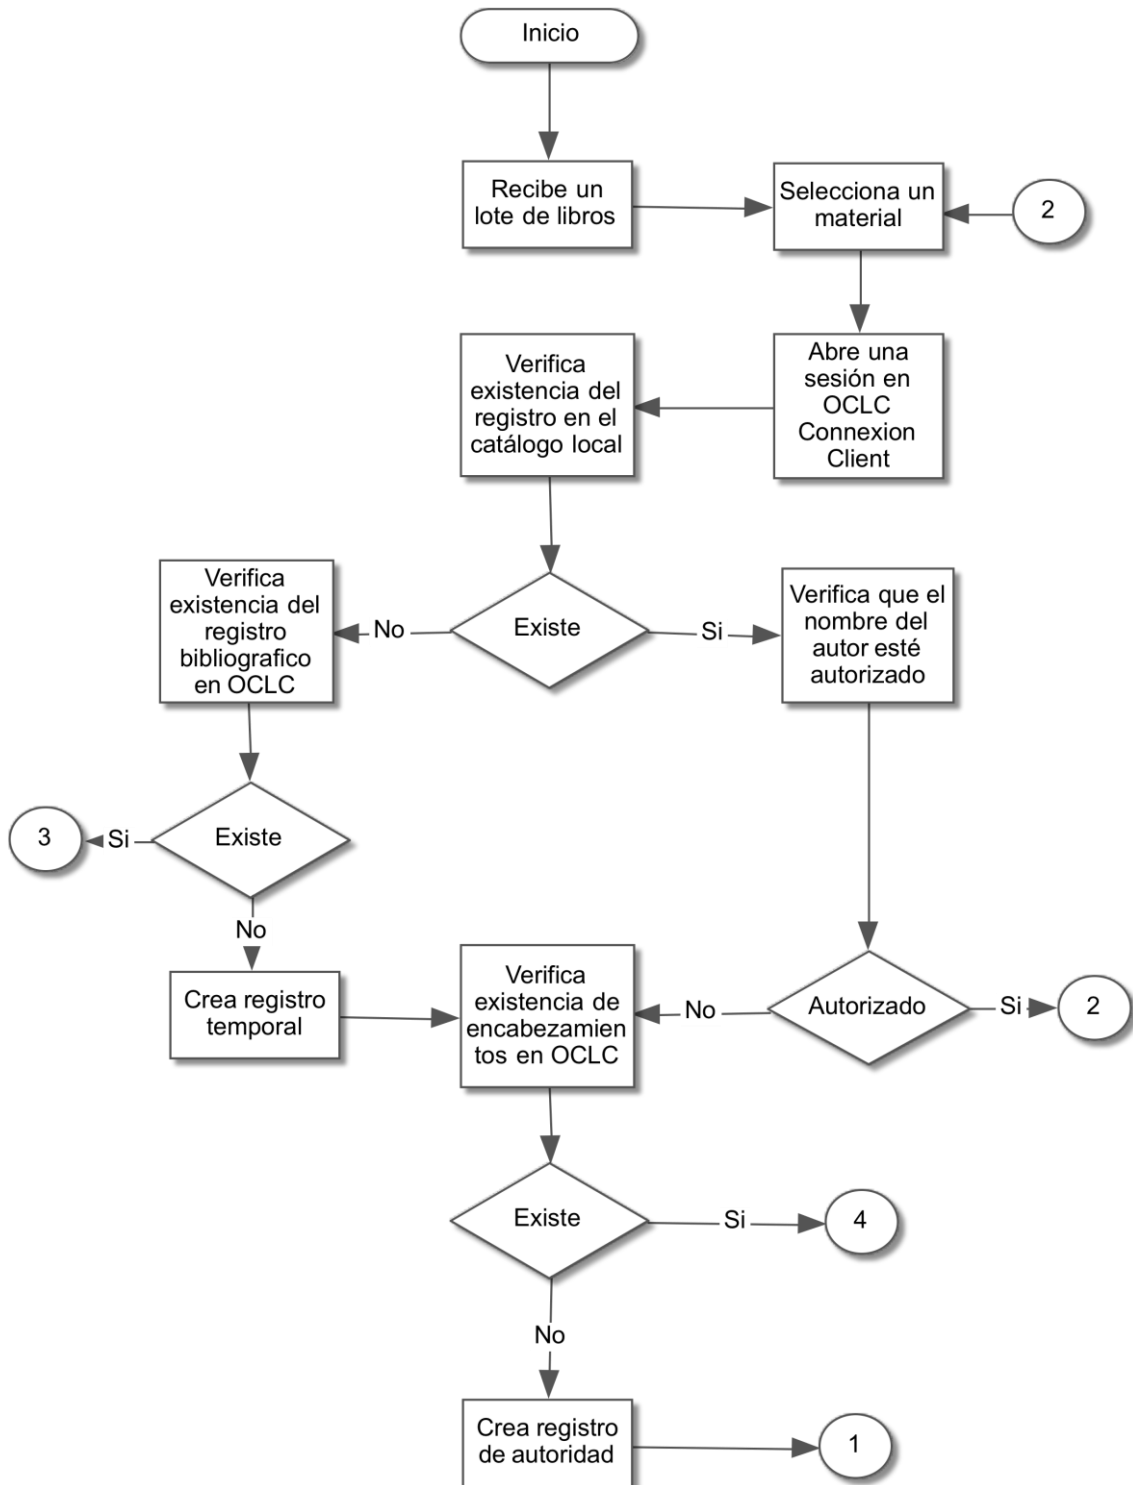 Inicio
Recibe un
lote de libros
Selecciona un
material
2
Verifica
existencia del
registro en el
catálogo local
Abre una
sesión en
OCLC
Connexion
Client
Verifica
existencia del
registro
bibliografico
en OCLC
No
Existe
Si
Verifica que el
nombre del
autor esté
autorizado
3
Si
Existe
No
Crea registro
temporal
Verifica
existencia de
encabezamien
tos en OCLC
No
Autorizado
Si
2
Existe
Si
4
No
Crea registro
de autoridad
1